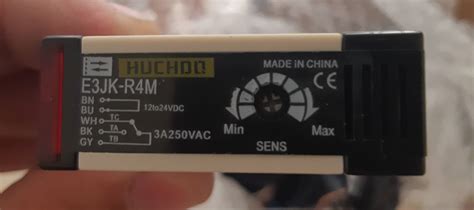 HUCHDQ
MADE IN CHINA
E3JK-R4M
CE
BN
BU
12to24VDC
WH TC
BK TA
GY TB
3A250VAC
Min
Max
SENS